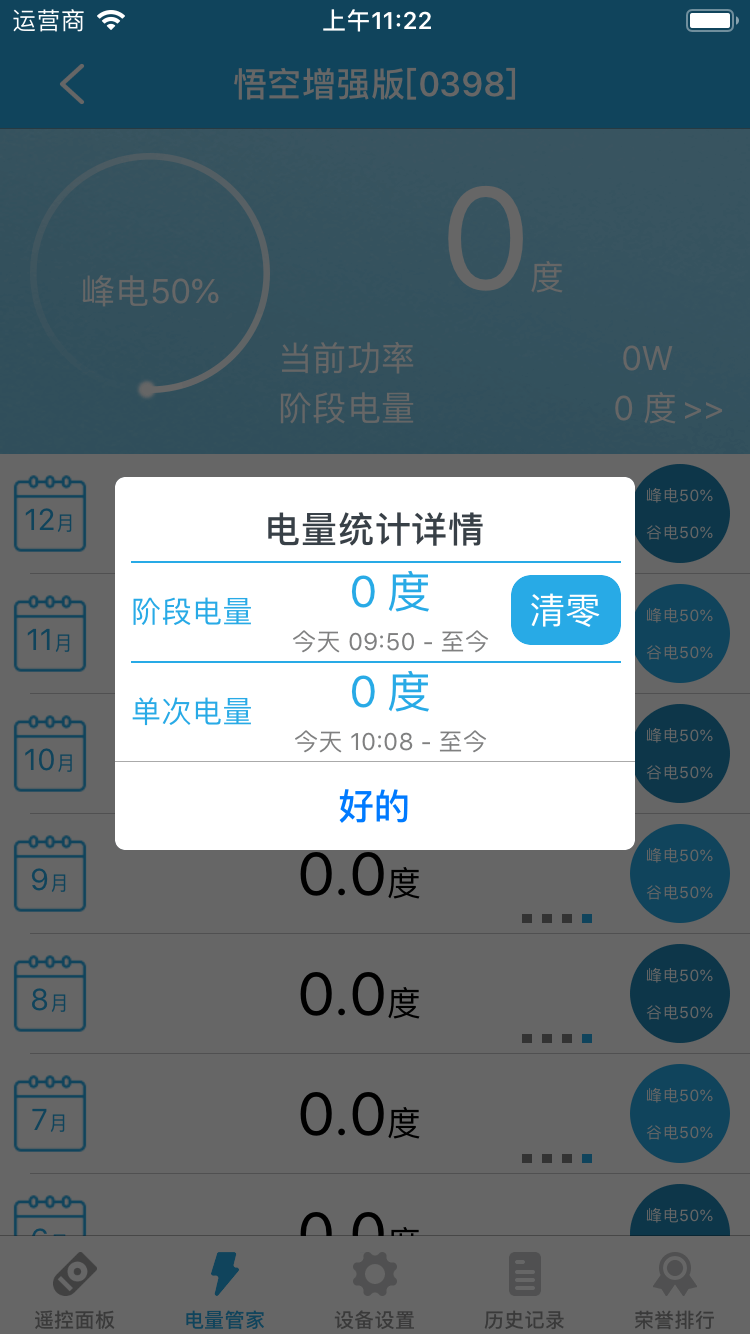 运营商 上午11:22
悟空增强版[0398]
峰电50%
0度
当前功率 0W
阶段电量 0 度 >>
12月 峰电50%
谷电50%
电量统计详情
阶段电量 0 度 清零
今天 09:50 - 至今
11月 峰电50%
谷电50%
单次电量 0 度
今天 10:08 - 至今
10月 峰电50%
谷电50%
好的
9月 0.0度 峰电50%
谷电50%
8月 0.0度 峰电50%
谷电50%
7月 0.0度 峰电50%
谷电50%
峰电50%
遥控面板 电量管家 设备设置 历史记录 荣誉排行